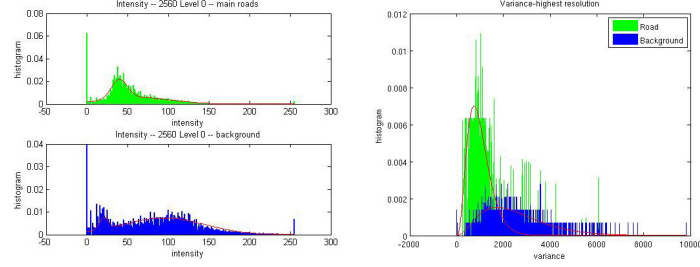 Intensity -- 2560 Level 0 -- main roads
0.08
0.06
0.04
0.02
0
-50 0 50 100 150 200 250 300
histogram
intensity
Intensity -- 2560 Level 0 -- background
0.04
0.03
0.02
0.01
0
-50 0 50 100 150 200 250 300
histogram
intensity
Variance-highest resolution
0.012
0.01
0.008
0.006
0.004
0.002
0
-2000 0 2000 4000 6000 8000 10000
histogram
variance
Road
Background